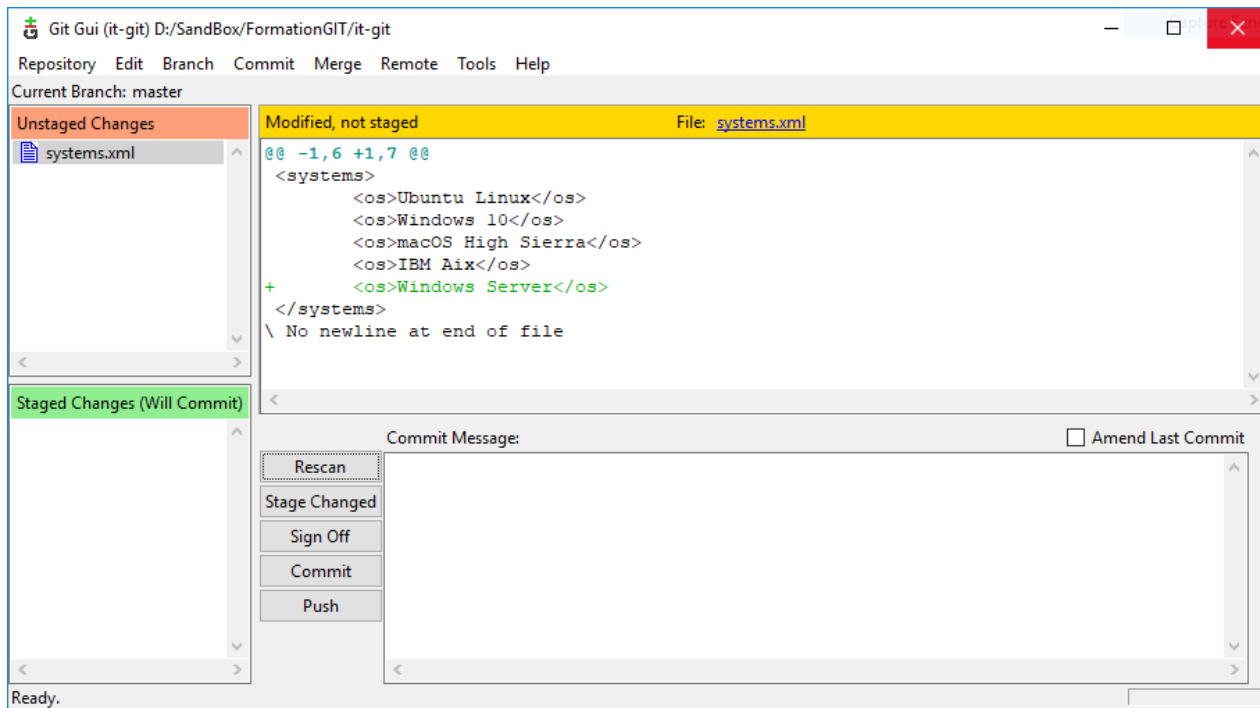 Git Gui (it-git) D:/SandBox/FormationGIT/it-git
Repository Edit Branch Commit Merge Remote Tools Help
Current Branch: master
Unstaged Changes
systems.xml
Modified, not staged File: systems.xml
@@ -1,6 +1,7 @@
 <systems>
        <os>Ubuntu Linux</os>
        <os>Windows 10</os>
        <os>macOS High Sierra</os>
        <os>IBM Aix</os>
+       <os>Windows Server</os>
 </systems>
\ No newline at end of file
Staged Changes (Will Commit)
Commit Message:
Amend Last Commit
Rescan
Stage Changed
Sign Off
Commit
Push
Ready.